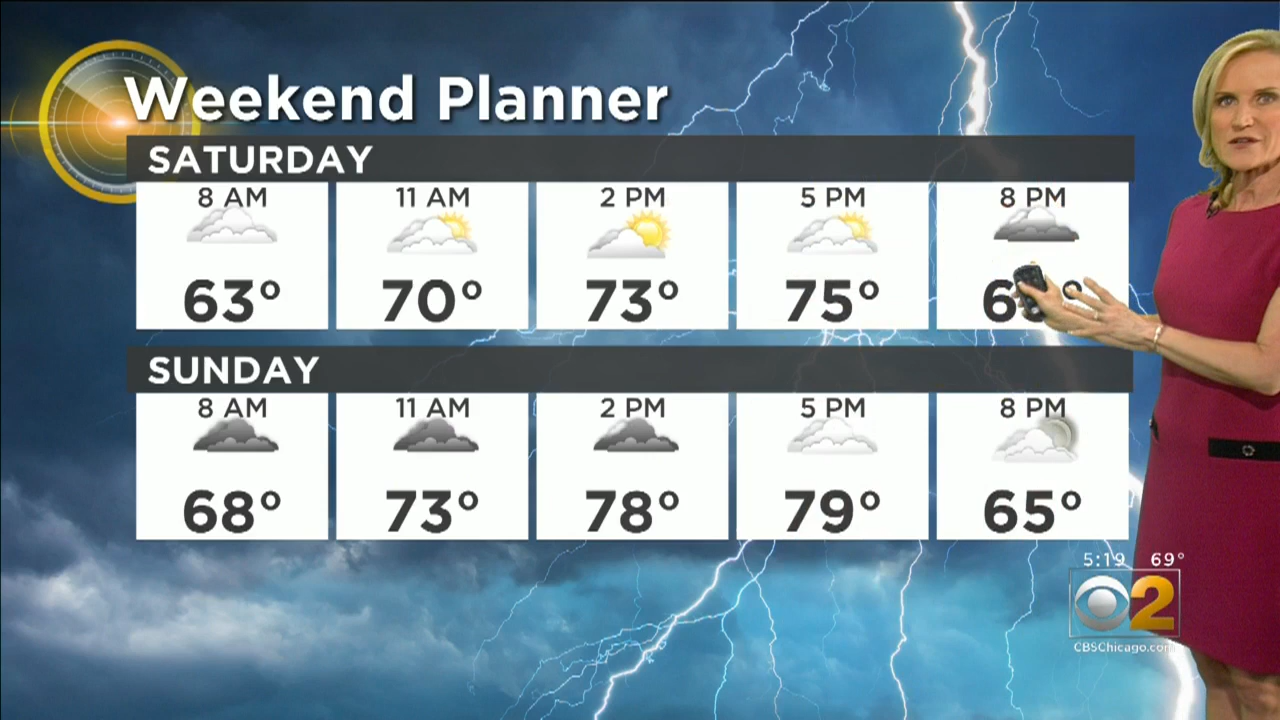 Weekend Planner
SATURDAY
8 AM 11 AM 2 PM 5 PM 8 PM
63° 70° 73° 75°
SUNDAY
8 AM 11 AM 2 PM 5 PM 8 PM
68° 73° 78° 79° 65°
5:19 69°
2
CBSChicago.com